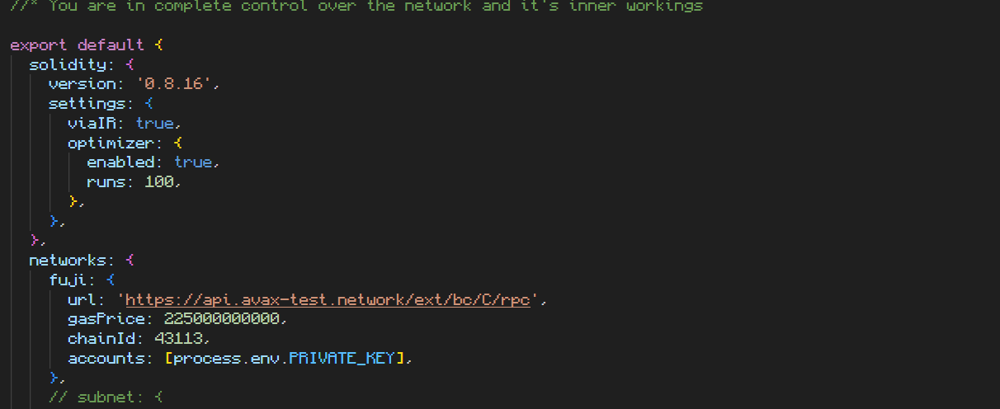 //* You are in complete control over the network and it's inner workings
export default {
solidity: {
version: '0.8.16',
settings: {
viaIR: true,
optimizer: {
enabled: true,
runs: 100,
},
},
},
networks: {
fuji: {
url: 'https://api.avax-test.network/ext/bc/C/rpc',
gasPrice: 225000000000,
chainId: 43113,
accounts: [process.env.PRIVATE_KEY],
},
// subnet: {